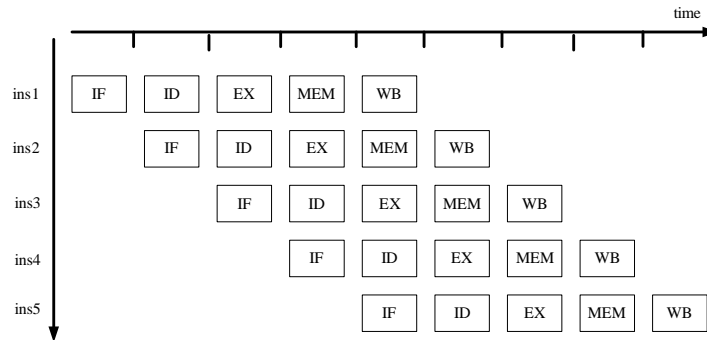 time
ins1 IF ID EX MEM WB
ins2 IF ID EX MEM WB
ins3 IF ID EX MEM WB
ins4 IF ID EX MEM WB
ins5 IF ID EX MEM WB